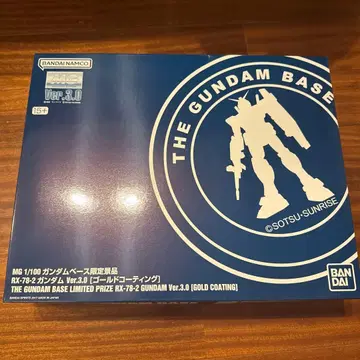 BANDAI NAMCO
MG
Ver.3.0
15+
THE GUNDAM BASE
©SOTSU・SUNRISE
MG 1/100 ガンダムベース限定景品
RX-78-2 ガンダム Ver.3.0 [ゴールドコーティング]
THE GUNDAM BASE LIMITED PRIZE RX-78-2 GUNDAM Ver.3.0 [GOLD COATING]
BAN
DAI